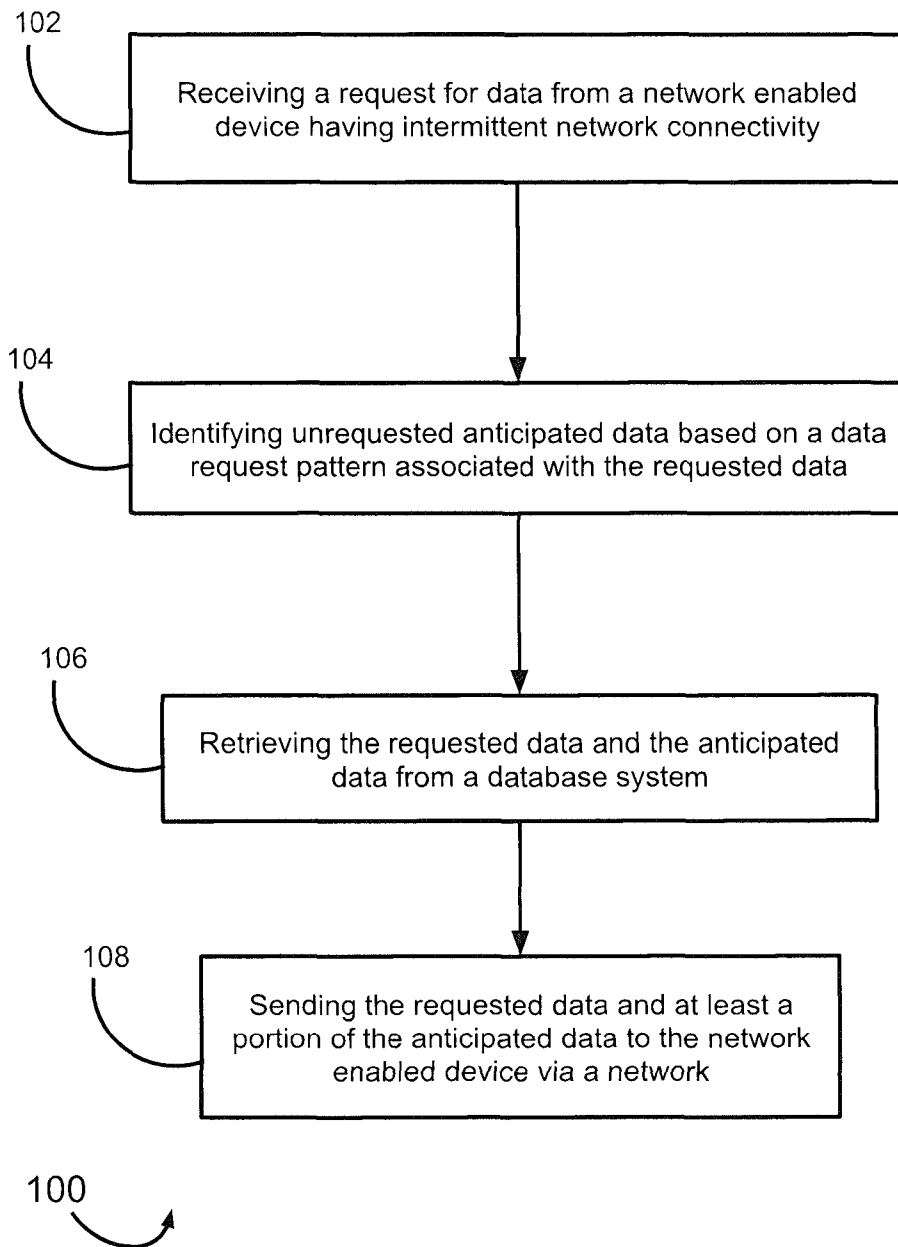 102
Receiving a request for data from a network enabled
device having intermittent network connectivity
104
Identifying unrequested anticipated data based on a data
request pattern associated with the requested data
106
Retrieving the requested data and the anticipated
data from a database system
108
Sending the requested data and at least a
portion of the anticipated data to the network
enabled device via a network
100